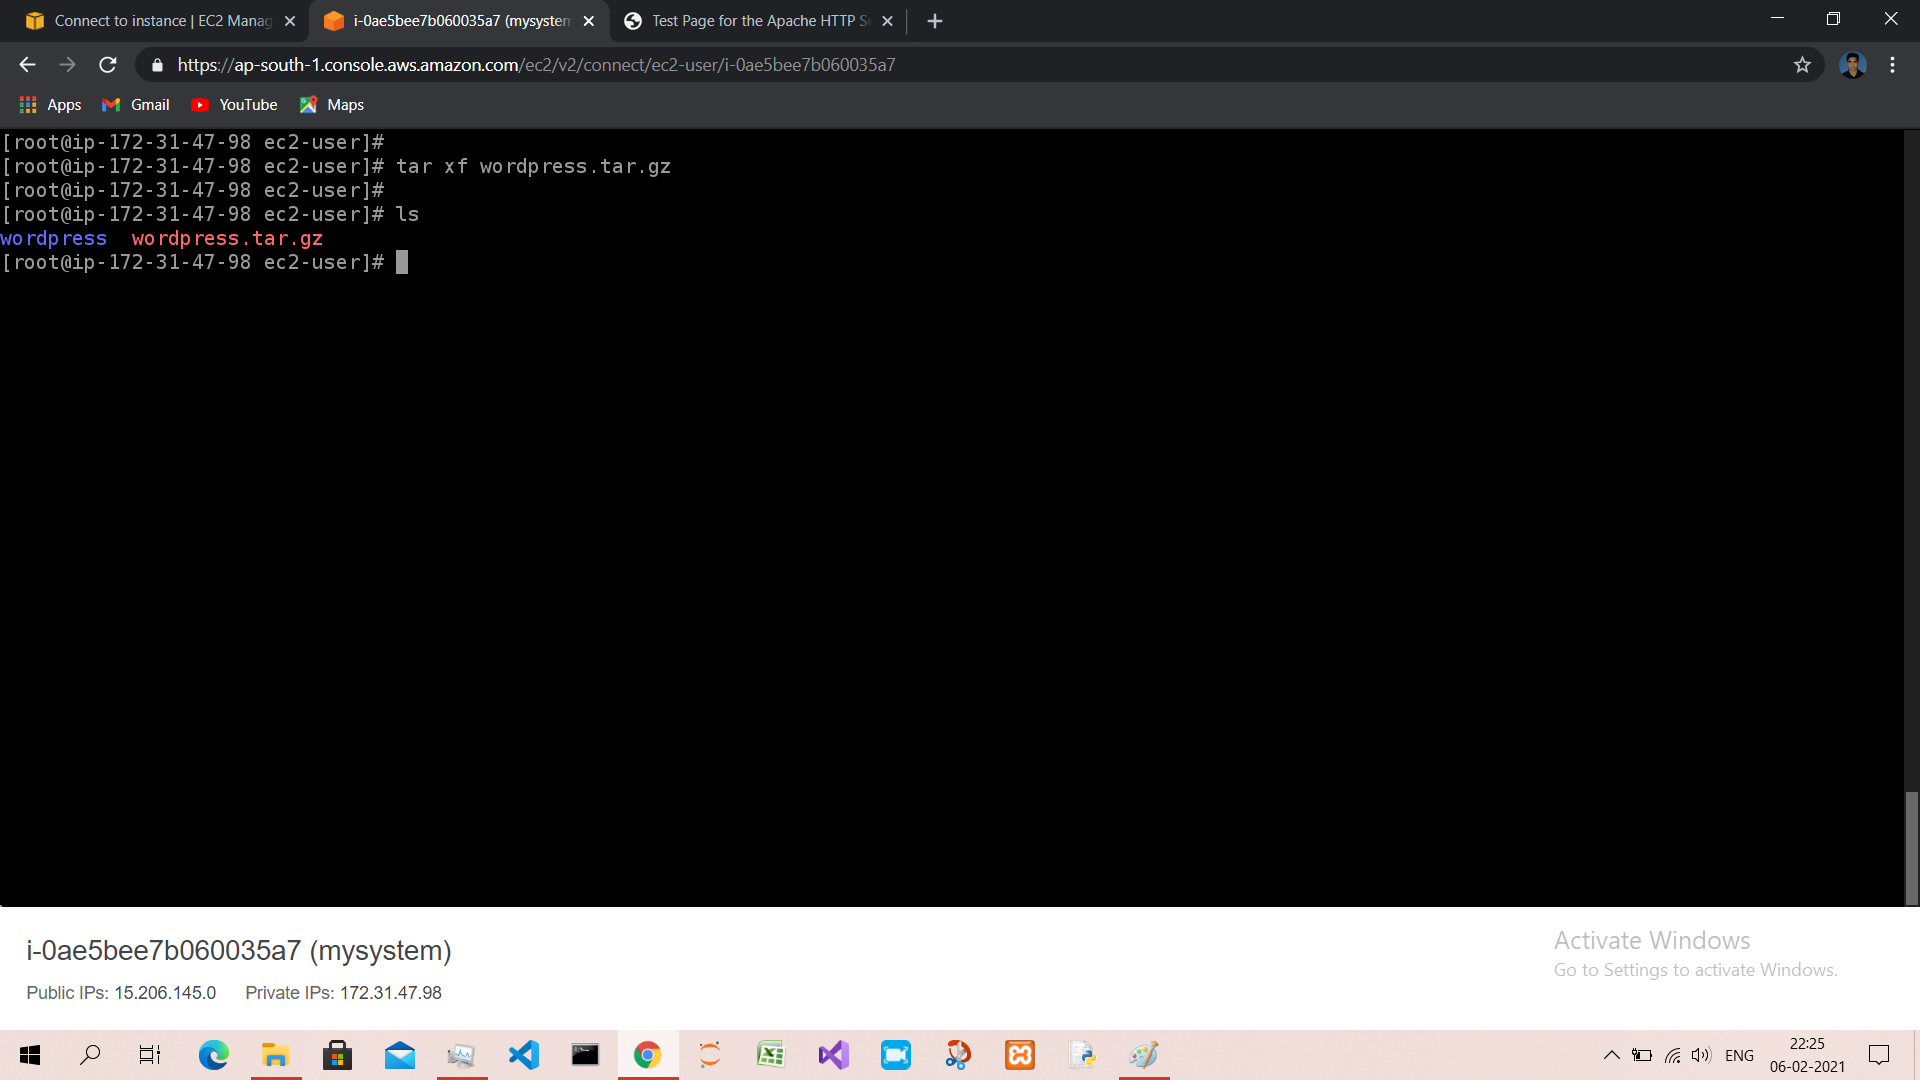 Connect to instance | EC2 Manag
i-0ae5bee7b060035a7 (mysystem
Test Page for the Apache HTTP Se
https://ap-south-1.console.aws.amazon.com/ec2/v2/connect/ec2-user/i-0ae5bee7b060035a7
Apps Gmail YouTube Maps
[root@ip-172-31-47-98 ec2-user]#
[root@ip-172-31-47-98 ec2-user]# tar xf wordpress.tar.gz
[root@ip-172-31-47-98 ec2-user]#
[root@ip-172-31-47-98 ec2-user]# ls
wordpress wordpress.tar.gz
[root@ip-172-31-47-98 ec2-user]#
i-0ae5bee7b060035a7 (mysystem)
Public IPs: 15.206.145.0 Private IPs: 172.31.47.98
Activate Windows
Go to Settings to activate Windows.
ENG
22:25
06-02-2021